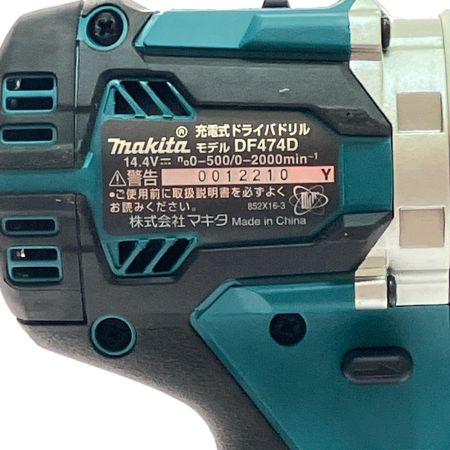 makita® 充電式ドライバドリル
モデル DF474D
14.4V⎓ n₀0-500/0-2000min⁻¹
⚠警告 0012210 Y
●ご使用前に取扱説明書を必ずよく
お読みください。
852X16-3
株式会社マキタ Made in China